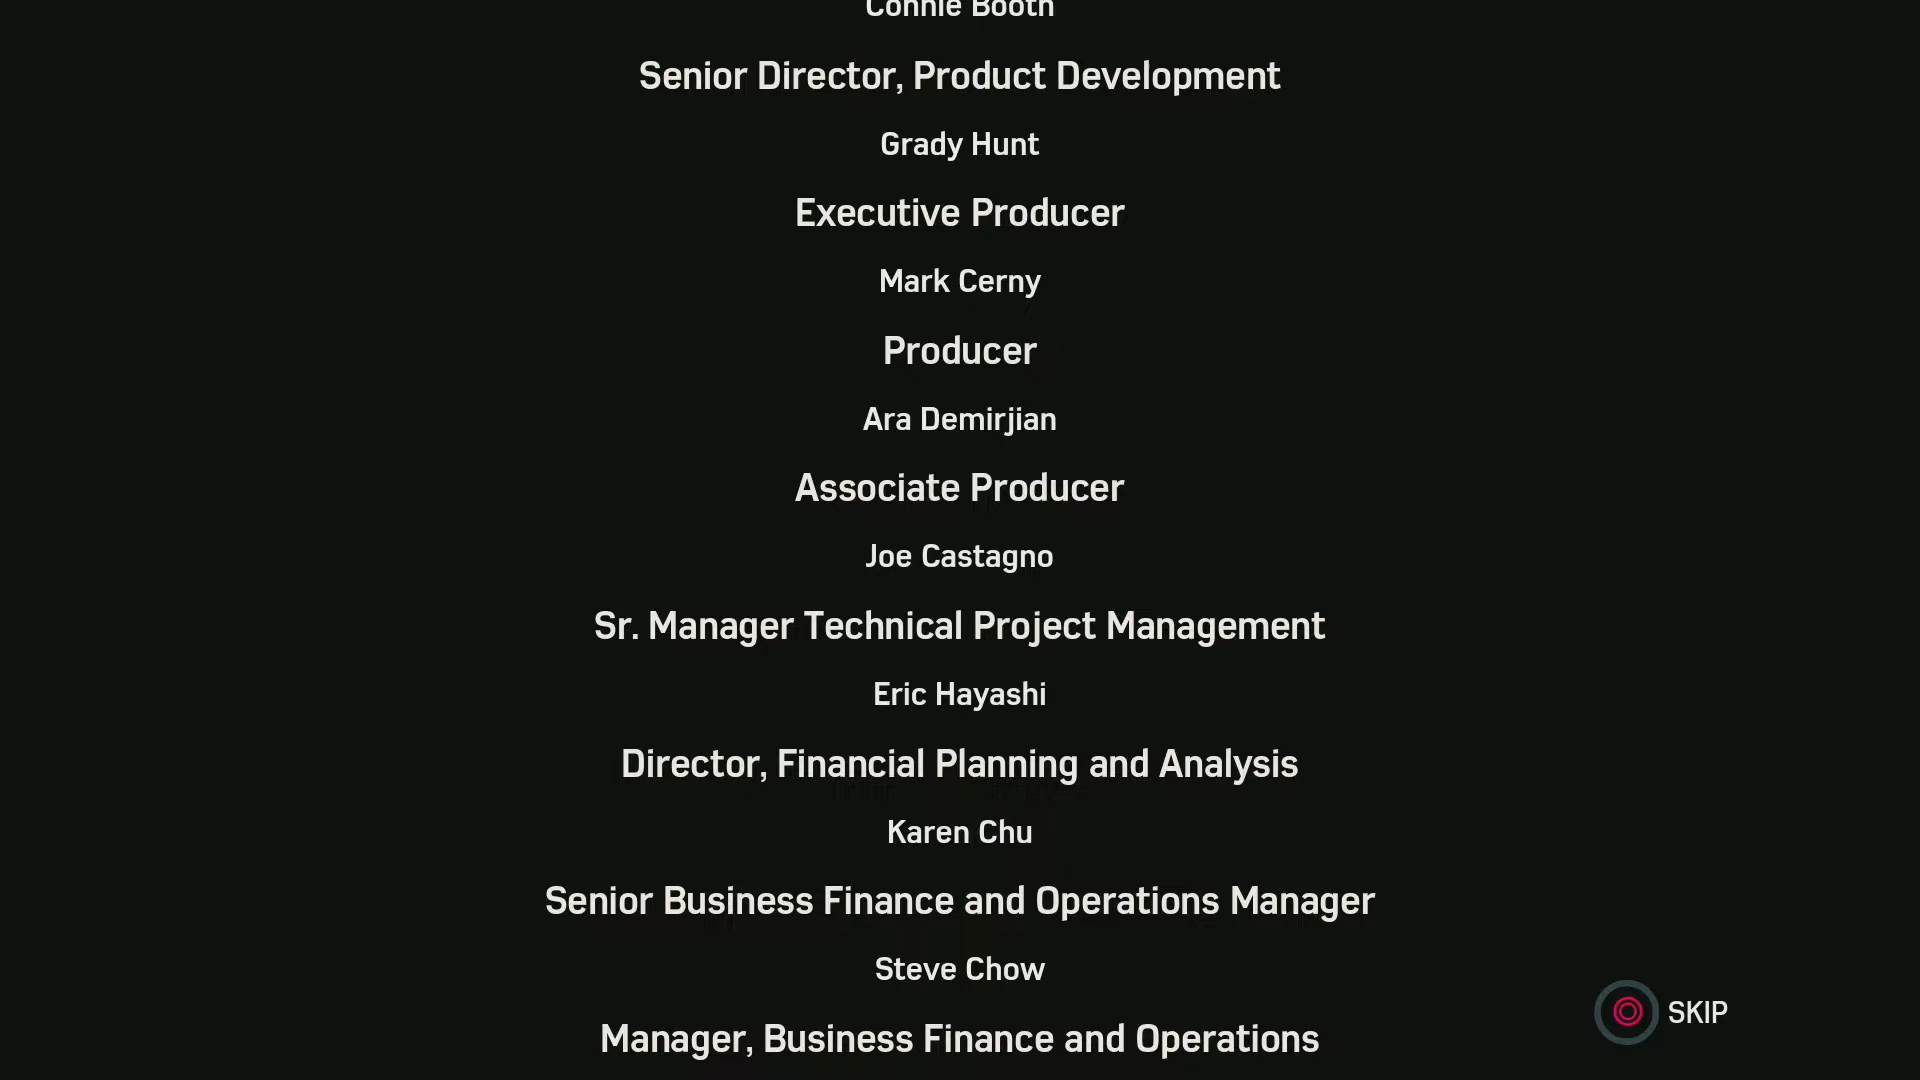 Connie Booth
Senior Director, Product Development
Grady Hunt
Executive Producer
Mark Cerny
Producer
Ara Demirjian
Associate Producer
Joe Castagno
Sr. Manager Technical Project Management
Eric Hayashi
Director, Financial Planning and Analysis
Karen Chu
Senior Business Finance and Operations Manager
Steve Chow
SKIP
Manager, Business Finance and Operations